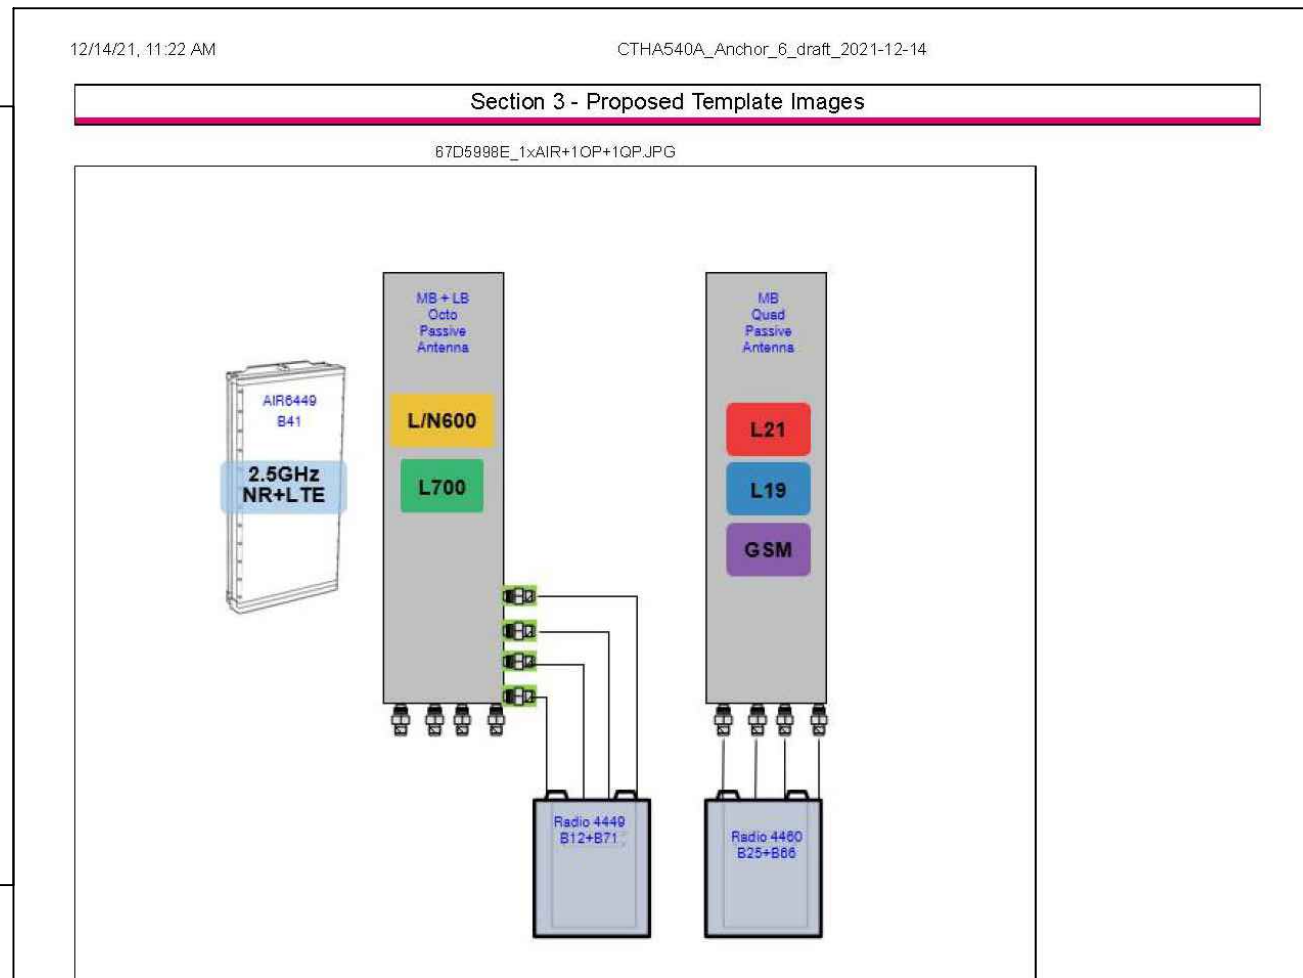 12/14/21, 11:22 AM
CTHA540A_Anchor_6_draft_2021-12-14
Section 3 - Proposed Template Images
67D5998E_1xAIR+1OP+1QP.JPG
MB + LB
Octo
Passive
Antenna
MB
Quad
Passive
Antenna
AIR6449
B41
2.5GHz
NR+LTE
L/N600
L700
L21
L19
GSM
Radio 4449
B12+B71
Radio 4460
B25+B66